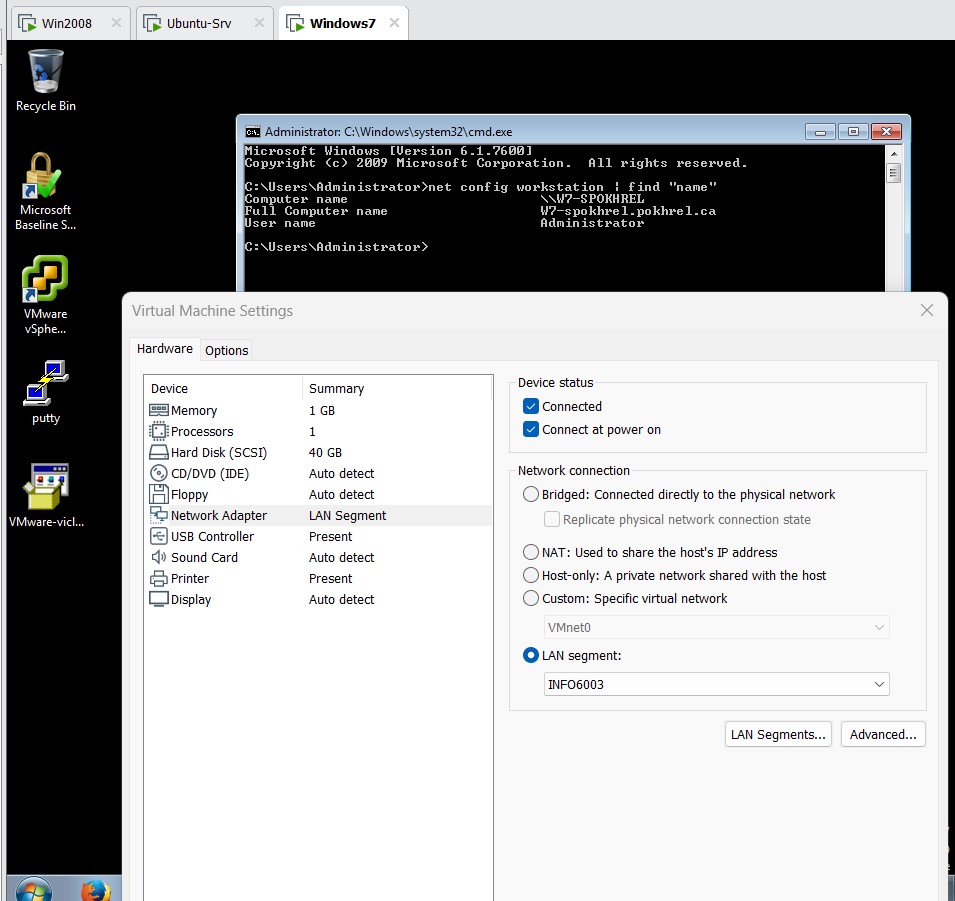 Win2008
Ubuntu-Srv
Windows7
Recycle Bin
Microsoft
Baseline S...
VMware
vSphe...
putty
VMware-vicl...
Administrator: C:\Windows\system32\cmd.exe
Microsoft Windows [Version 6.1.7600]
Copyright (c) 2009 Microsoft Corporation.  All rights reserved.
C:\Users\Administrator>net config workstation | find "name"
Computer name                        \\W7-SPOKHREL
Full Computer name                   W7-spokhrel.pokhrel.ca
User name                            Administrator
C:\Users\Administrator>
Virtual Machine Settings
Hardware Options
Device Summary
Memory 1 GB
Processors 1
Hard Disk (SCSI) 40 GB
CD/DVD (IDE) Auto detect
Floppy Auto detect
Network Adapter LAN Segment
USB Controller Present
Sound Card Auto detect
Printer Present
Display Auto detect
Device status
Connected
Connect at power on
Network connection
Bridged: Connected directly to the physical network
Replicate physical network connection state
NAT: Used to share the host's IP address
Host-only: A private network shared with the host
Custom: Specific virtual network
VMnet0
LAN segment:
INFO6003
LAN Segments... Advanced...